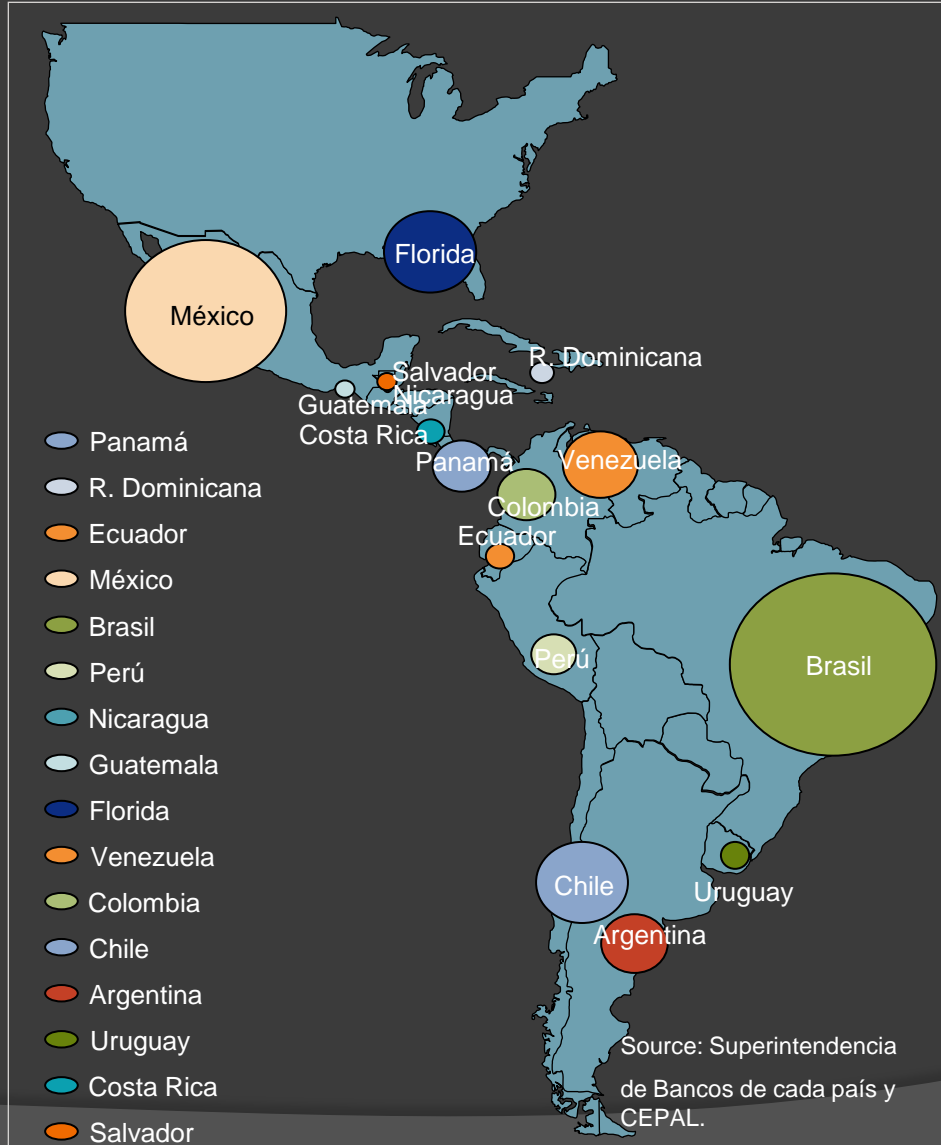 Florida
México
R. Dominicana
Salvador
Nicaragua
Guatemala
Costa Rica
Panamá
Venezuela
Colombia
Ecuador
Perú
Brasil
Chile
Uruguay
Argentina
Panamá
R. Dominicana
Ecuador
México
Brasil
Perú
Nicaragua
Guatemala
Florida
Venezuela
Colombia
Chile
Argentina
Uruguay
Costa Rica
Salvador
Source: Superintendencia
de Bancos de cada país y
CEPAL.